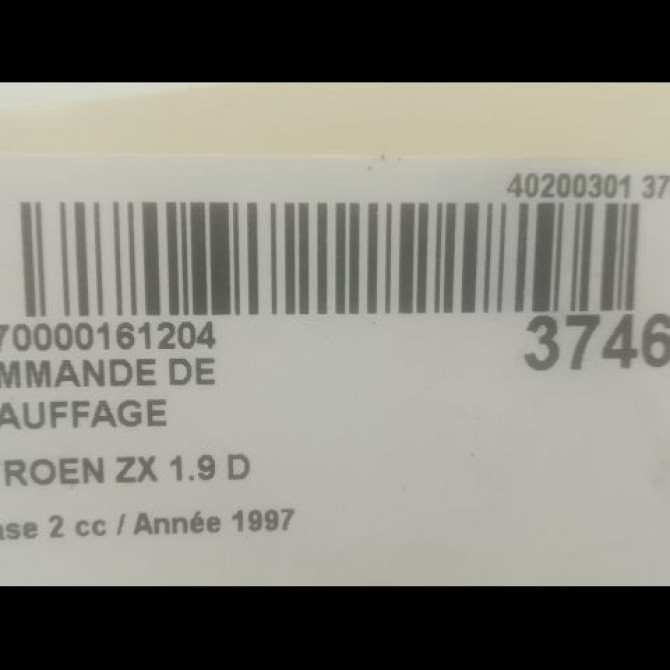 40200301 37
70000161204
3746
MMANDE DE
AUFFAGE
ROEN ZX 1.9 D
ase 2 cc / Année 1997